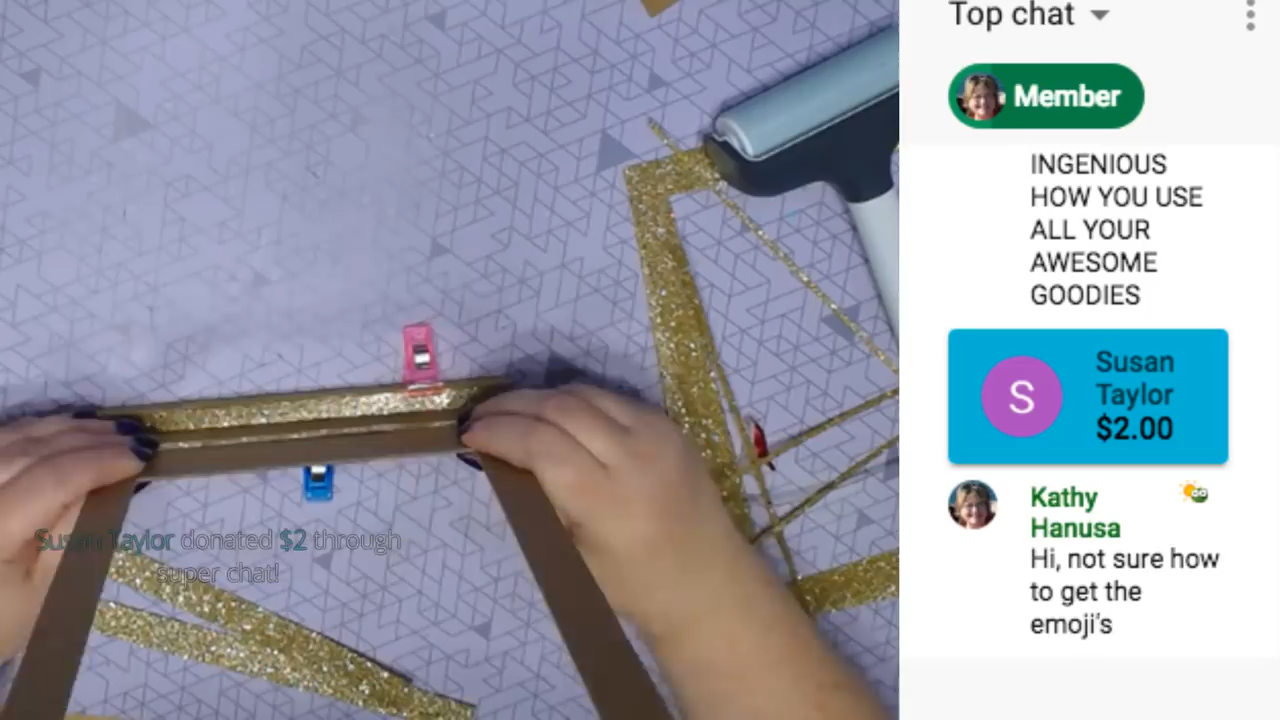 Top chat
Member
INGENIOUS
HOW YOU USE
ALL YOUR
AWESOME
GOODIES
S
Susan
Taylor
$2.00
Kathy
Hanusa
Hi, not sure how
to get the
emoji's
Susan Taylor donated $2 through
super chat!